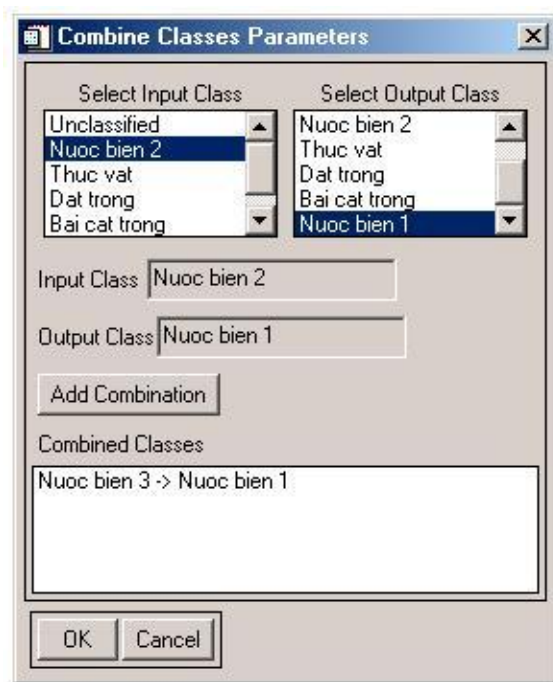 Combine Classes Parameters
Select Input Class
Unclassified
Nuoc bien 2
Thuc vat
Dat trong
Bai cat trong
Select Output Class
Nuoc bien 2
Thuc vat
Dat trong
Bai cat trong
Nuoc bien 1
Input Class Nuoc bien 2
Output Class Nuoc bien 1
Add Combination
Combined Classes
Nuoc bien 3 -> Nuoc bien 1
OK Cancel